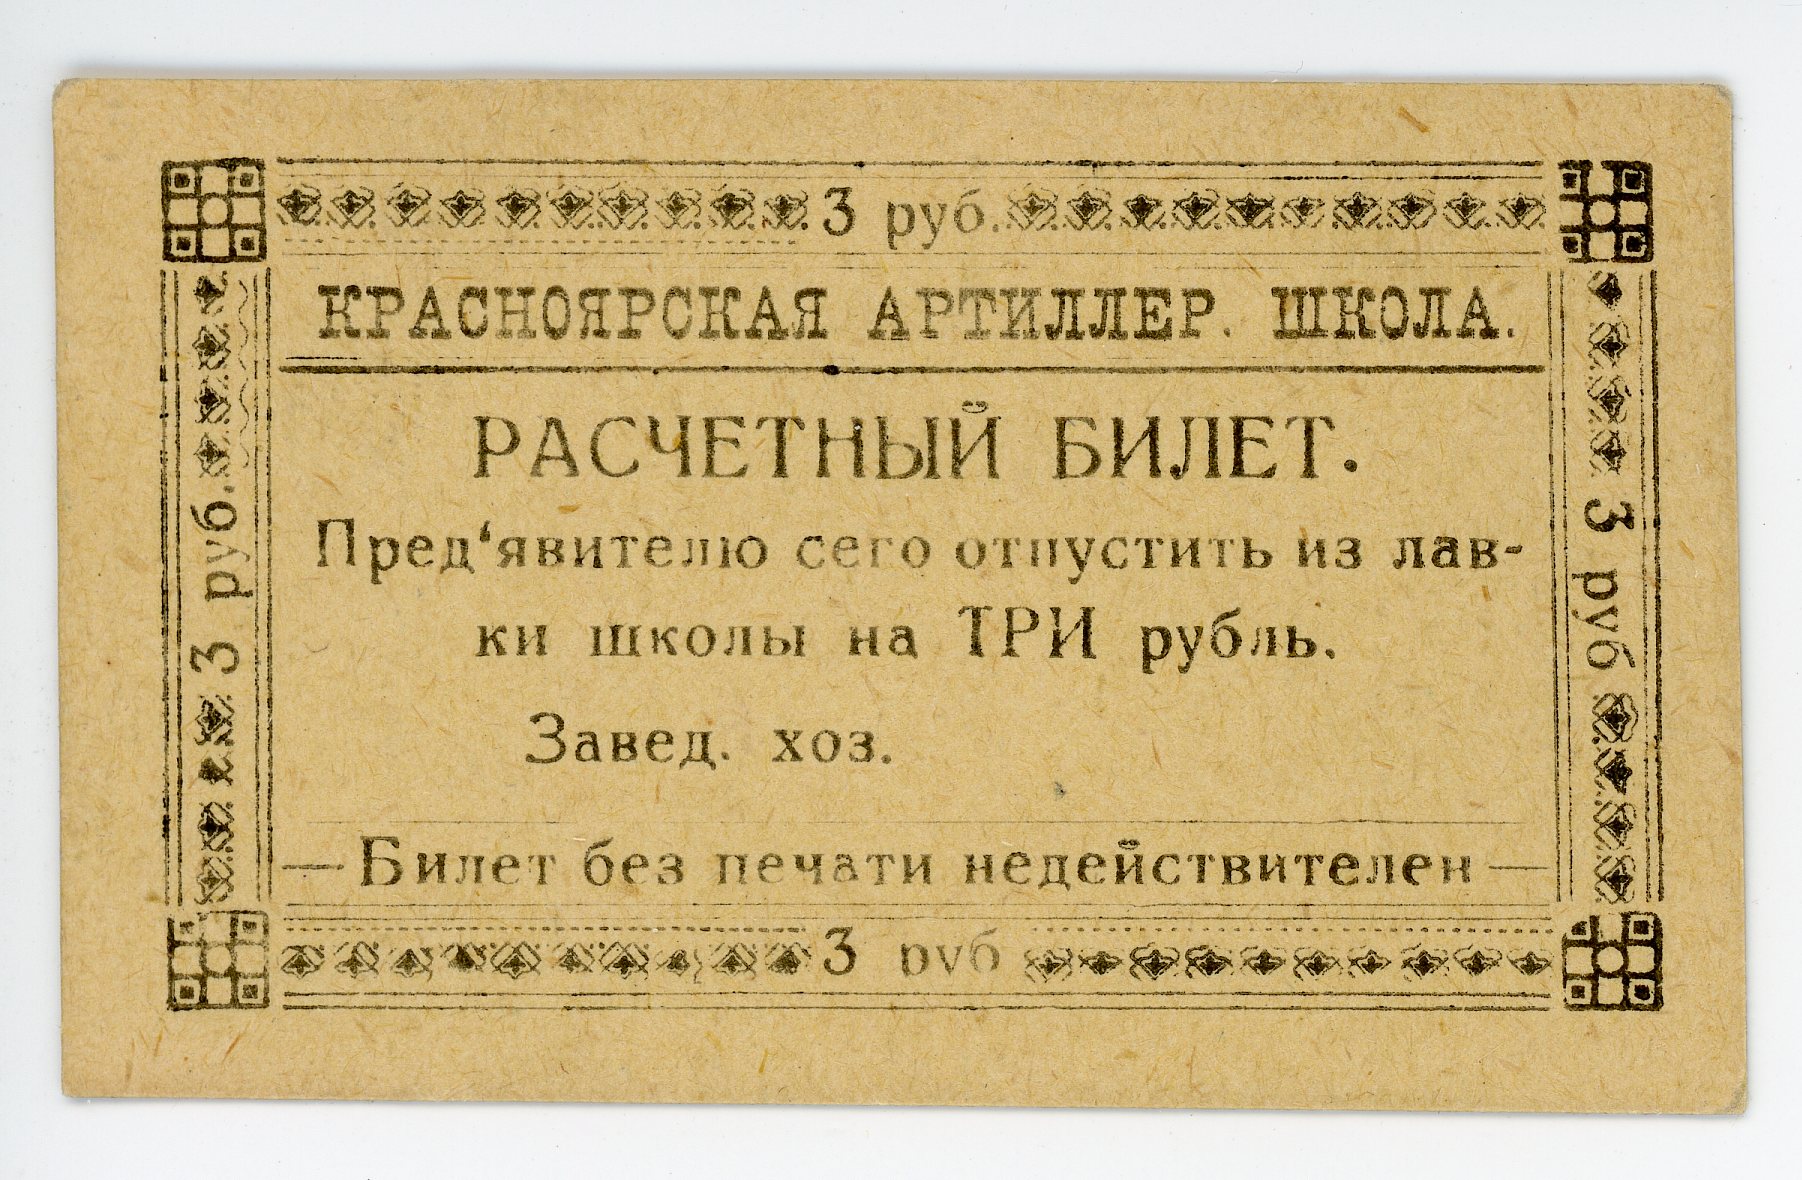 3 руб.
КРАСНОЯРСКАЯ АРТИЛЛЕР. ШКОЛА.
РАСЧЕТНЫЙ БИЛЕТ.
Пред‘явителю сего отпустить из лав-
ки школы на ТРИ рубль.
Завед. хоз.
— Билет без печати недействителен —
3 руб
3 руб.
3 руб